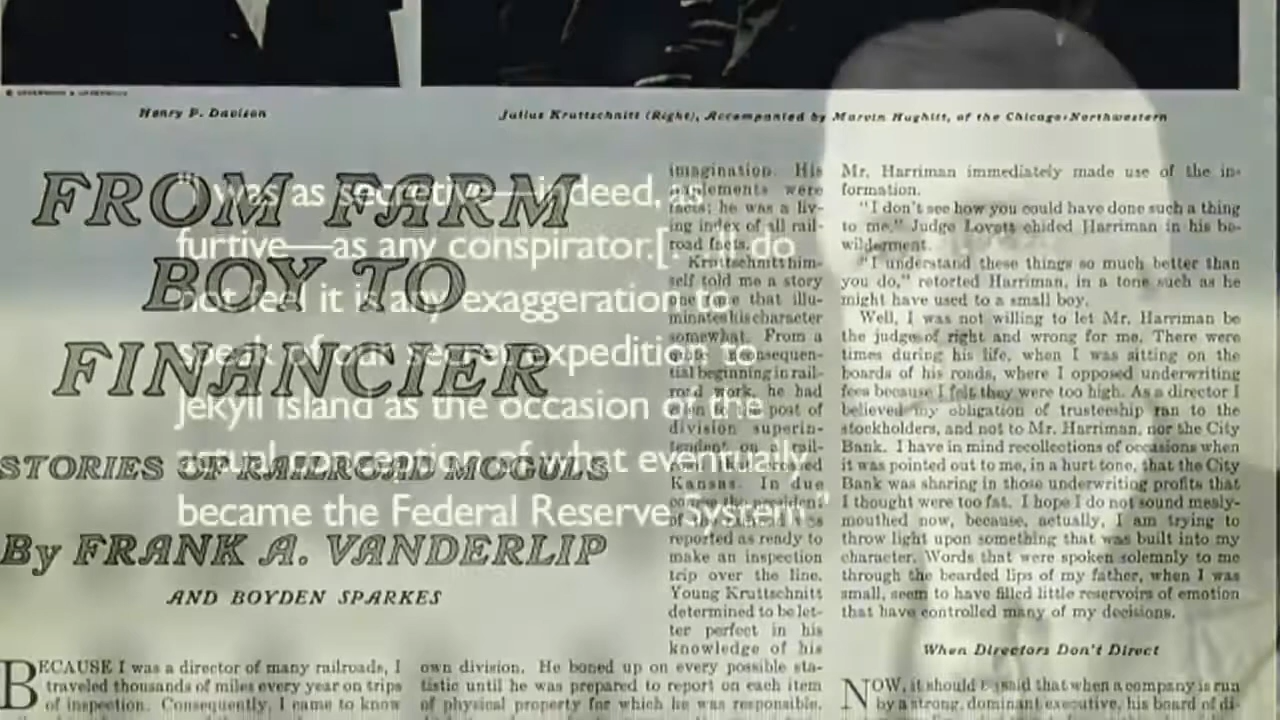 Henry P. Davison
Julius Kruttschnitt (Right), Accompanied by Marvin Hughitt, of the Chicago-Northwestern
FROM FARM
BOY TO
FINANCIER
STORIES OF RAILROAD MOGULS
By FRANK A. VANDERLIP
AND BOYDEN SPARKES
"I was as secretive—indeed, as
furtive—as any conspirator.[...]I do
not feel it is any exaggeration to
speak of our secret expedition to
Jekyll Island as the occasion of the
actual conception of what eventually
became the Federal Reserve System"
BECAUSE I was a director of many railroads, I
traveled thousands of miles every year on trips
of inspection. Consequently, I came to know
own division. He boned up on every possible sta-
tistic until he was prepared to report on each item
of physical property for which he was responsible.
imagination. His
were
facts; he was a liv-
ing index of all rail-
road facts.
Kruttschnitt him-
self told me a story
one time that illu-
minates his character
somewhat. From a
consequen-
tial beginning in rail-
road work, he had
to the post of
division superin-
tendent on a rail-
Kansas. In due
course the president
of the
reported as ready to
make an inspection
trip over the line.
Young Kruttschnitt
determined to be let-
ter perfect in his
knowledge of his
Mr. Harriman immediately made use of the in-
formation.
"I don't see how you could have done such a thing
to me," Judge Lovett chided Harriman in his be-
wilderment.
"I understand these things so much better than
you do," retorted Harriman, in a tone such as he
might have used to a small boy.
Well, I was not willing to let Mr. Harriman be
the judge of right and wrong for me. There were
times during his life, when I was sitting on the
boards of his roads, where I opposed underwriting
fees because I felt they were too high. As a director I
believed my obligation of trusteeship ran to the
stockholders, and not to Mr. Harriman, nor the City
Bank. I have in mind recollections of occasions when
it was pointed out to me, in a hurt tone, that the City
Bank was sharing in those underwriting profits that
I thought were too fat. I hope I do not sound mealy-
mouthed now, because, actually, I am trying to
throw light upon something that was built into my
character. Words that were spoken solemnly to me
through the bearded lips of my father, when I was
small, seem to have filled little reservoirs of emotion
that have controlled many of my decisions.
When Directors Don't Direct
NOW, it should be said that when a company is run
by a strong, dominant executive, his board of di-